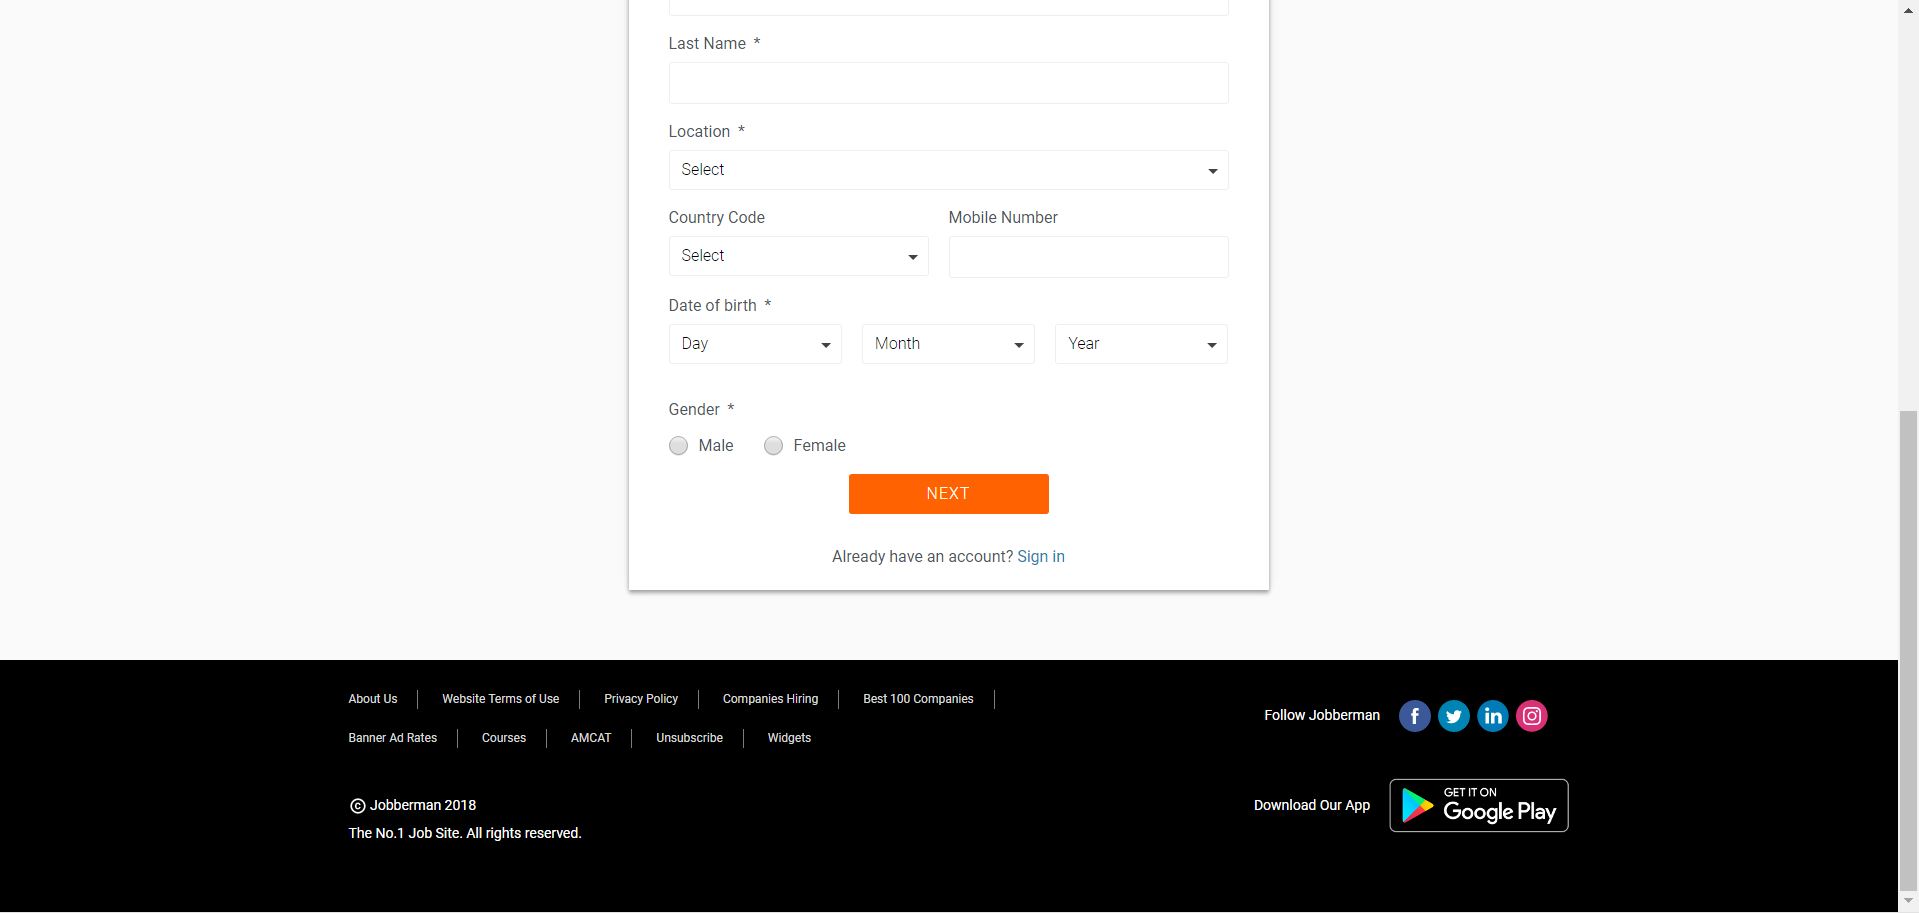 Last Name *
Location *
Select
Country Code Mobile Number
Select
Date of birth *
Day Month Year
Gender *
Male Female
NEXT
Already have an account? Sign in
About Us Website Terms of Use Privacy Policy Companies Hiring Best 100 Companies
Banner Ad Rates Courses AMCAT Unsubscribe Widgets
Follow Jobberman
© Jobberman 2018
The No.1 Job Site. All rights reserved.
Download Our App
GET IT ON
Google Play